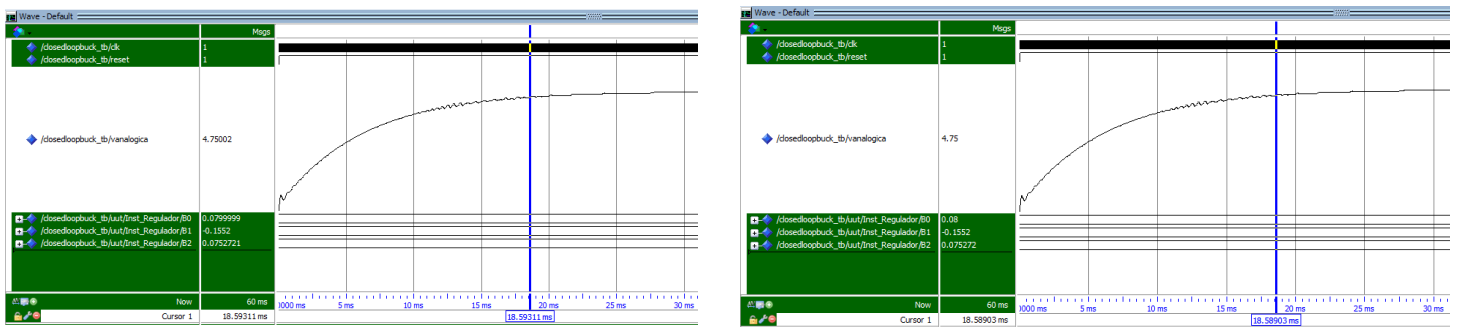 Wave - Default
Msgs
/closedloopbuck_tb/clk 1
/closedloopbuck_tb/reset 1
/closedloopbuck_tb/vanalogica 4.75002
/closedloopbuck_tb/uut/Inst_Regulador/B0 0.0799999
/closedloopbuck_tb/uut/Inst_Regulador/B1 -0.1552
/closedloopbuck_tb/uut/Inst_Regulador/B2 0.0752721
Now 60 ms
0000 ms 5 ms 10 ms 15 ms 20 ms 25 ms 30 ms
Cursor 1 18.59311 ms
18.59311 ms
Wave - Default
Msgs
/closedloopbuck_tb/clk 1
/closedloopbuck_tb/reset 1
/closedloopbuck_tb/vanalogica 4.75
/closedloopbuck_tb/uut/Inst_Regulador/B0 0.08
/closedloopbuck_tb/uut/Inst_Regulador/B1 -0.1552
/closedloopbuck_tb/uut/Inst_Regulador/B2 0.075272
Now 60 ms
0000 ms 5 ms 10 ms 15 ms 20 ms 25 ms 30 ms
Cursor 1 18.58903 ms
18.58903 ms